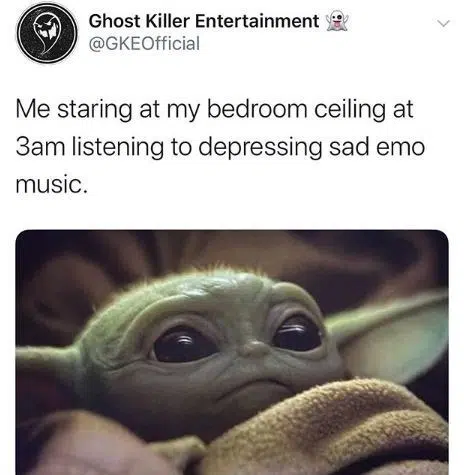 Ghost Killer Entertainment 👻
@GKEOfficial
Me staring at my bedroom ceiling at
3am listening to depressing sad emo
music.